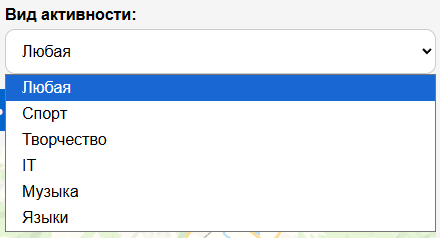 Вид активности:
Любая
Любая
Спорт
Творчество
IT
Музыка
Языки